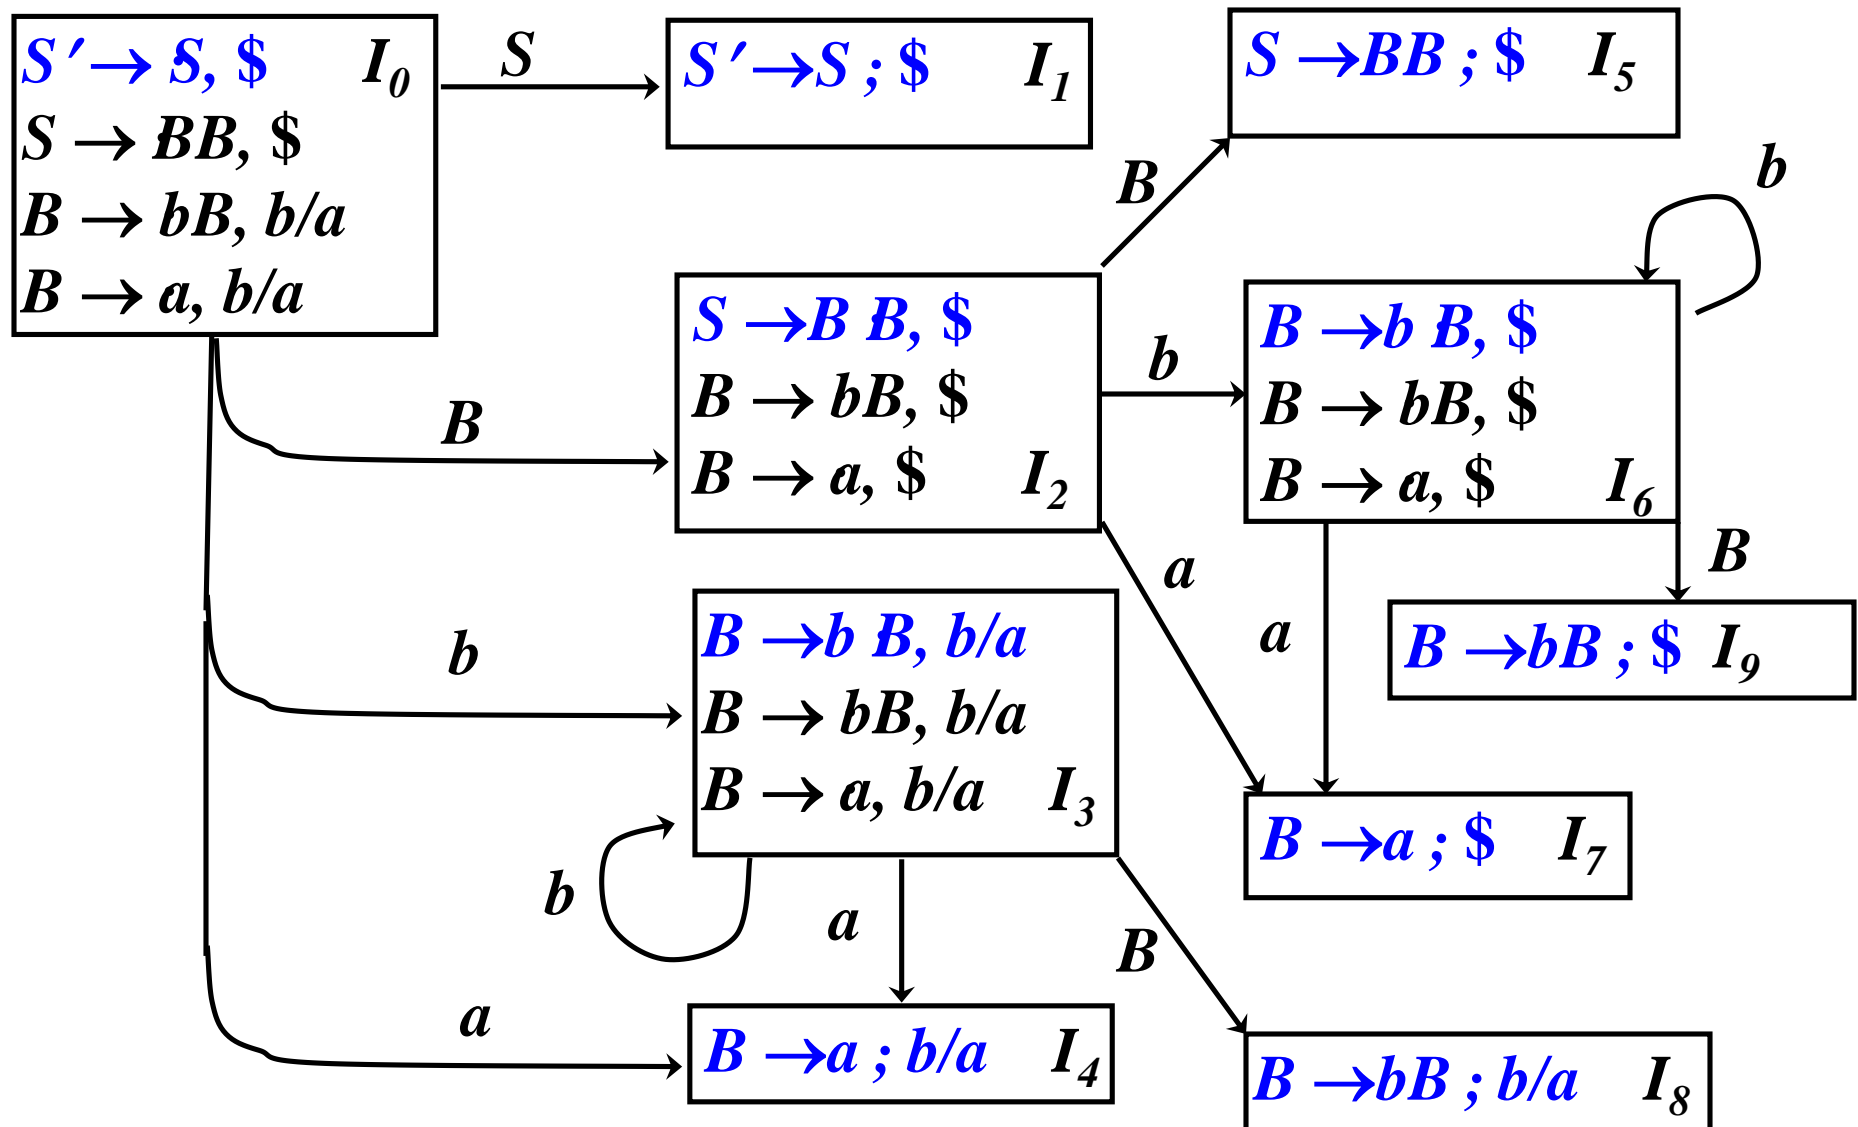 S′→ S, $ I0
S → BB, $
B → bB, b/a
B → a, b/a
S
S′→S ; $ I1
S →BB ; $ I5
B
b
S →B B, $
B → bB, $
B → a, $ I2
b
B →b B, $
B → bB, $
B → a, $ I6
B
a
a
B
B →bB ; $ I9
b
B →b B, b/a
B → bB, b/a
B → a, b/a I3
B →a ; $ I7
b
a
B
a
B →a ; b/a I4
B →bB ; b/a I8